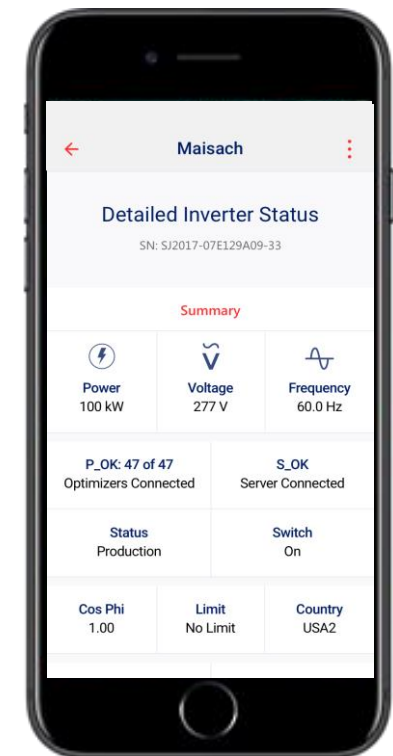 Maisach
Detailed Inverter Status
SN: SJ2017-07E129A09-33
Summary
Power
100 kW
Voltage
277 V
Frequency
60.0 Hz
P_OK: 47 of 47
Optimizers Connected
S_OK
Server Connected
Status
Production
Switch
On
Cos Phi
1.00
Limit
No Limit
Country
USA2